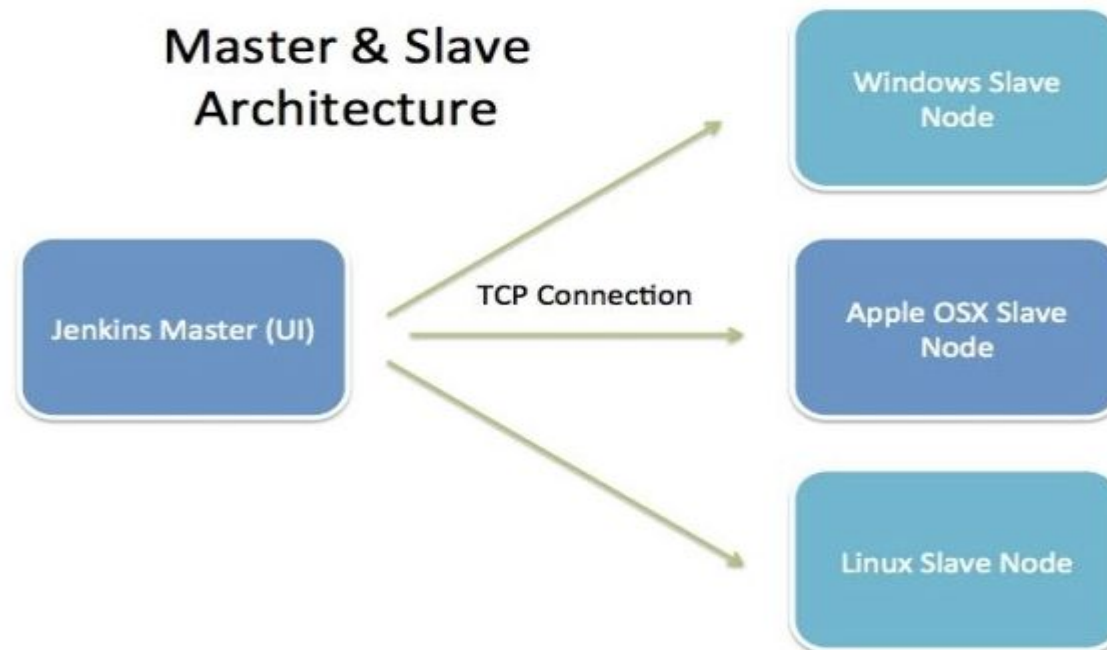 Master & Slave
Architecture
Windows Slave
Node
Jenkins Master (UI)
TCP Connection
Apple OSX Slave
Node
Linux Slave Node